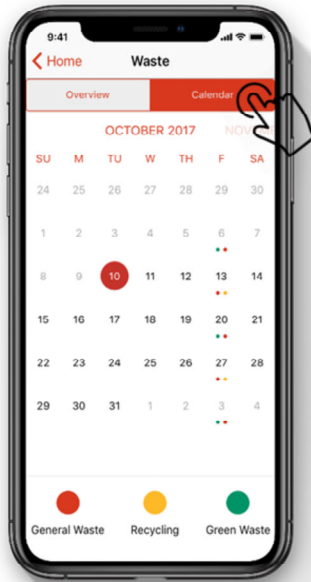 9:41
Home Waste
Overview Calendar
OCTOBER 2017 NOVEM
SU M TU W TH F SA
24 25 26 27 28 29 30
1 2 3 4 5 6 7
8 9 10 11 12 13 14
15 16 17 18 19 20 21
22 23 24 25 26 27 28
29 30 31 1 2 3 4
General Waste Recycling Green Waste